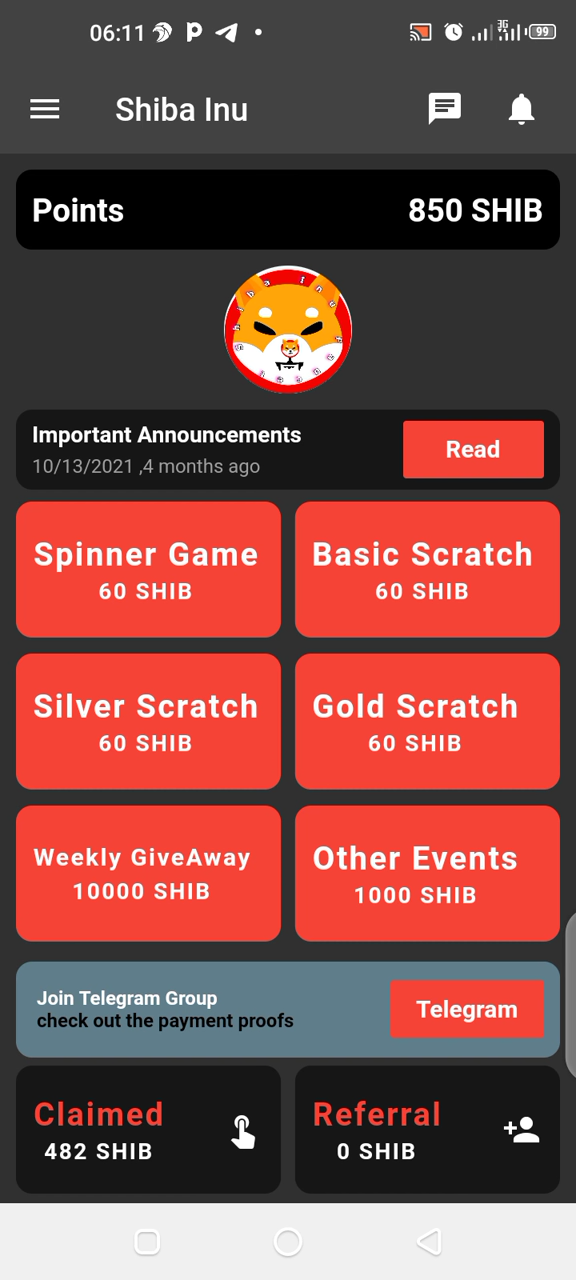 06:11
3G
99
Shiba Inu
Points 850 SHIB
Important Announcements
10/13/2021 ,4 months ago
Read
Spinner Game
60 SHIB
Basic Scratch
60 SHIB
Silver Scratch
60 SHIB
Gold Scratch
60 SHIB
Weekly GiveAway
10000 SHIB
Other Events
1000 SHIB
Join Telegram Group
check out the payment proofs
Telegram
Claimed
482 SHIB
Referral
0 SHIB